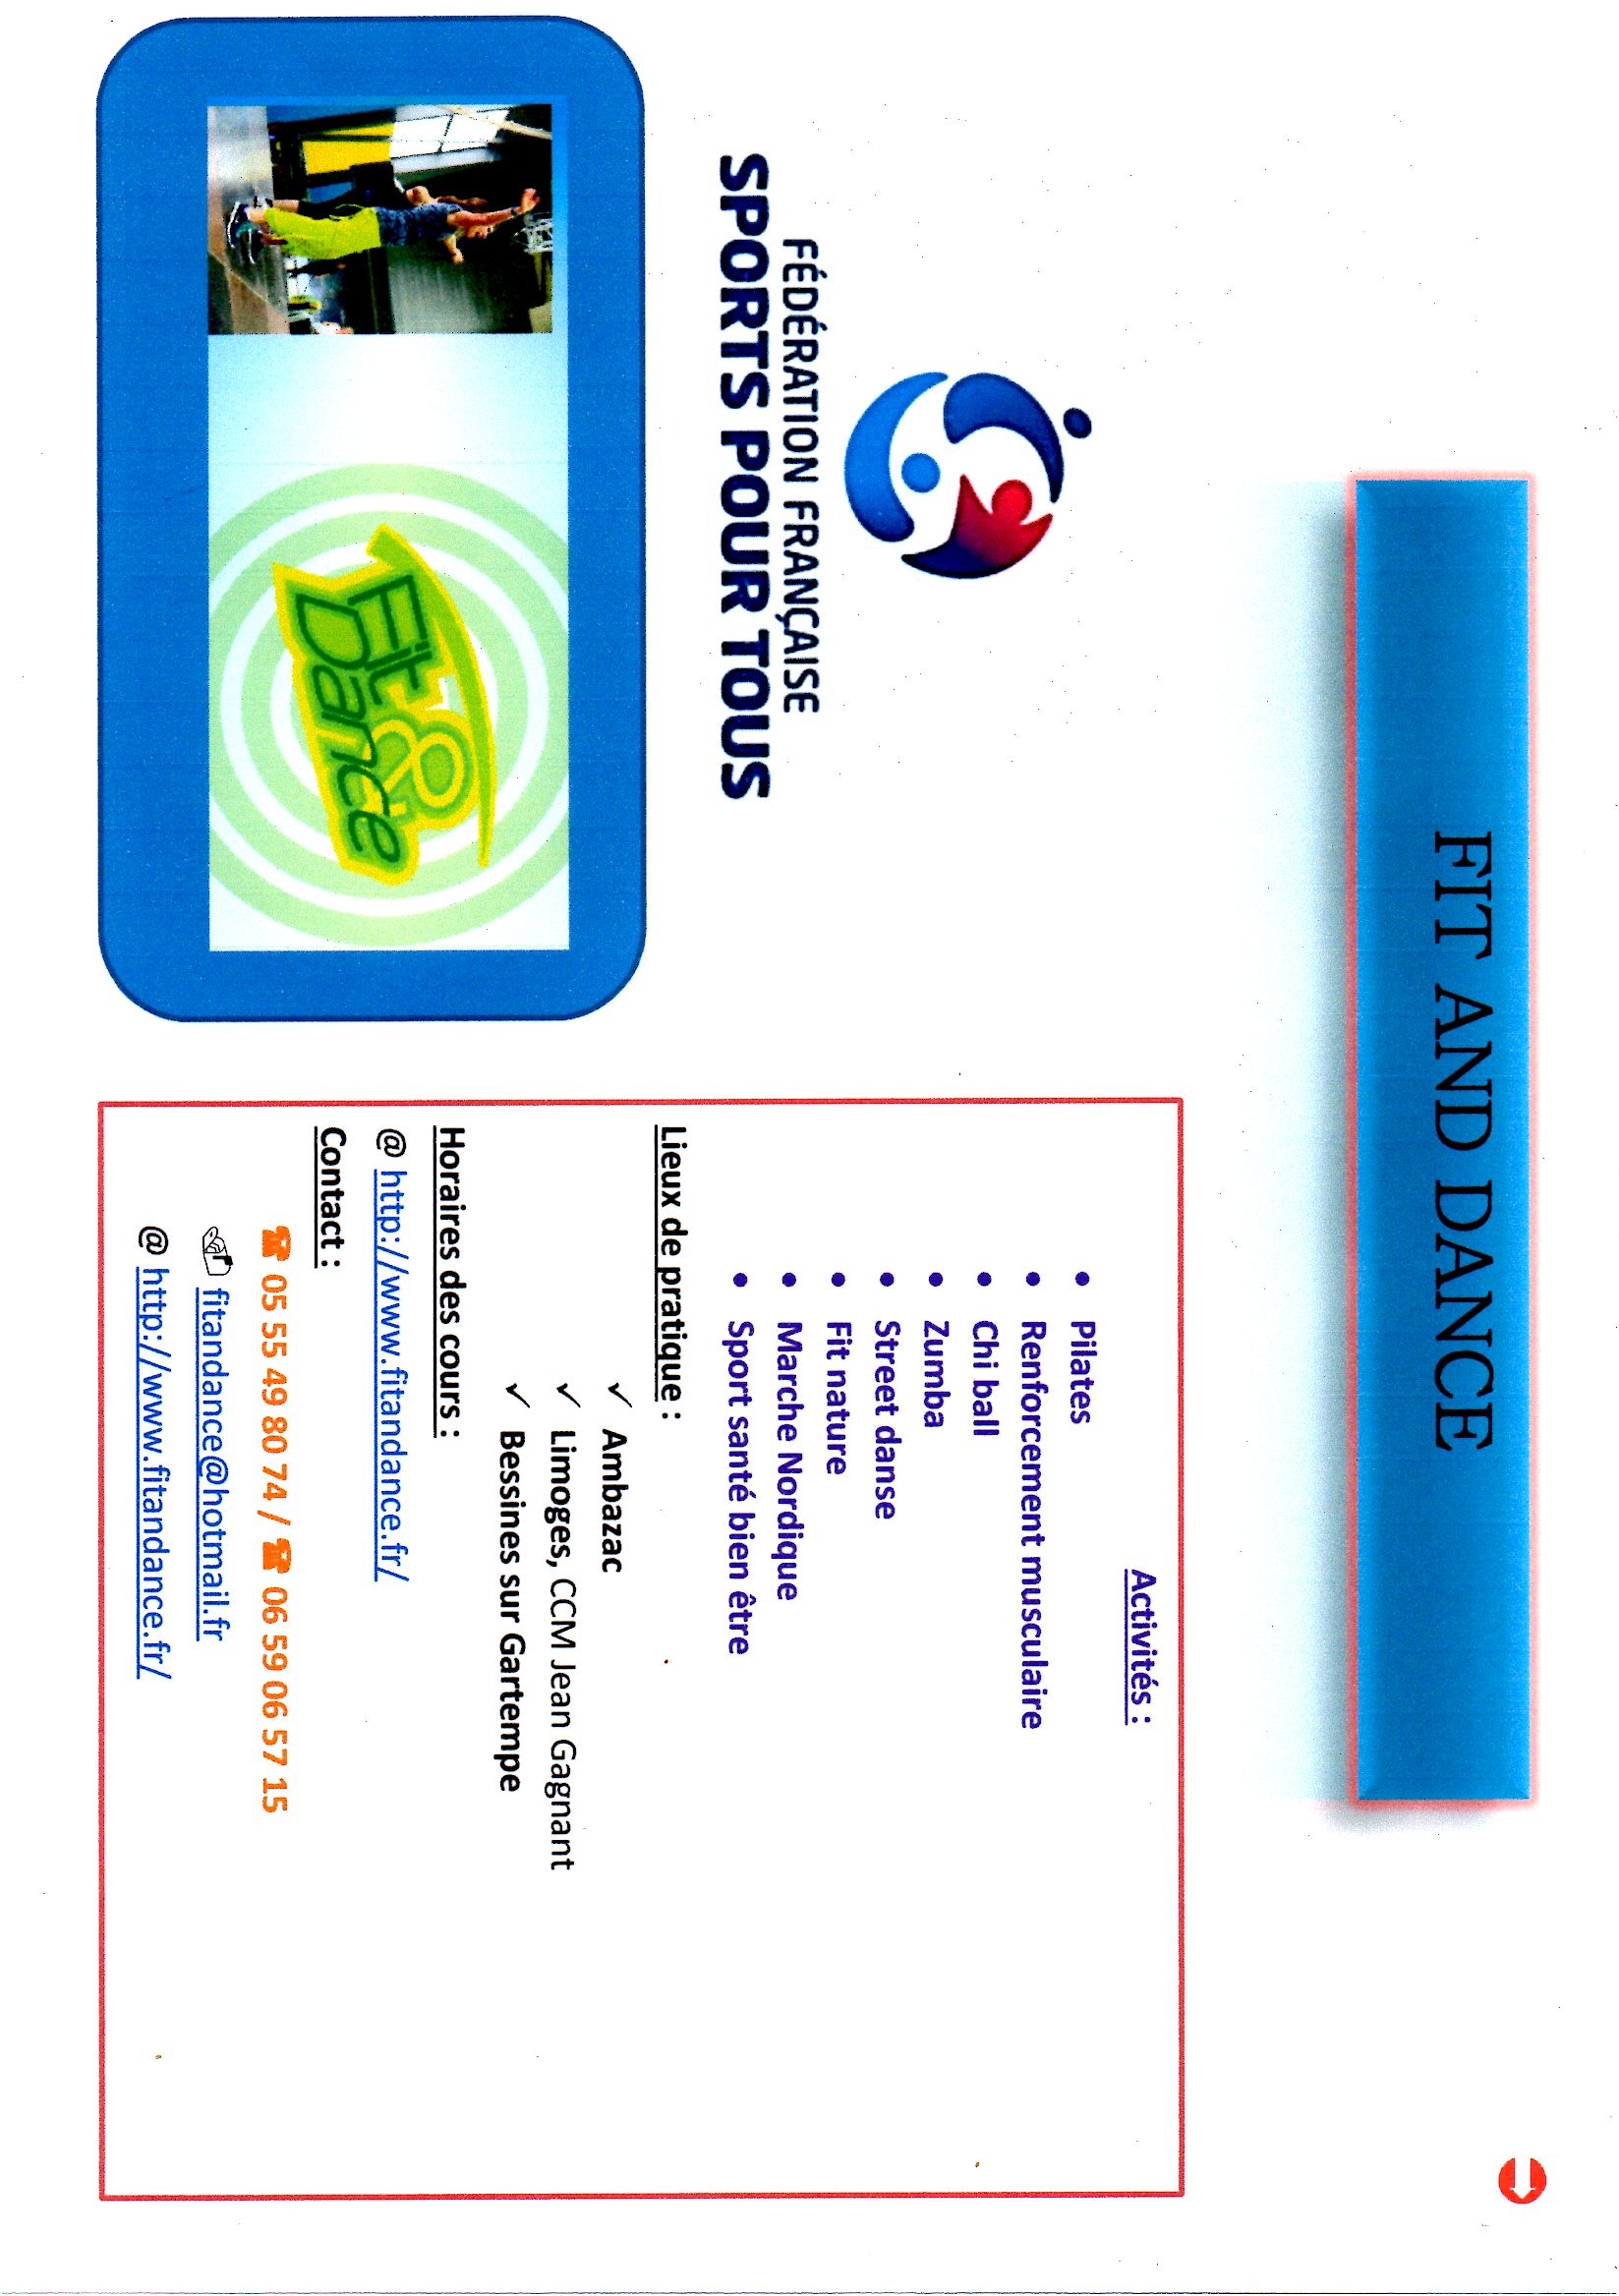 FIT AND DANCE
FÉDÉRATION FRANÇAISE
SPORTS POUR TOUS
Fit &
Dance
Activités :
• Pilates
• Renforcement musculaire
• Chi ball
• Zumba
• Street danse
• Fit nature
• Marche Nordique
• Sport santé bien être
Lieux de pratique :
✓ Ambazac
✓ Limoges, CCM Jean Gagnant
✓ Bessines sur Gartempe
Horaires des cours :
@ http://www.fitandance.fr/
Contact :
☎ 05 55 49 80 74 / ☎ 06 59 06 57 15
fitandance@hotmail.fr
@ http://www.fitandance.fr/